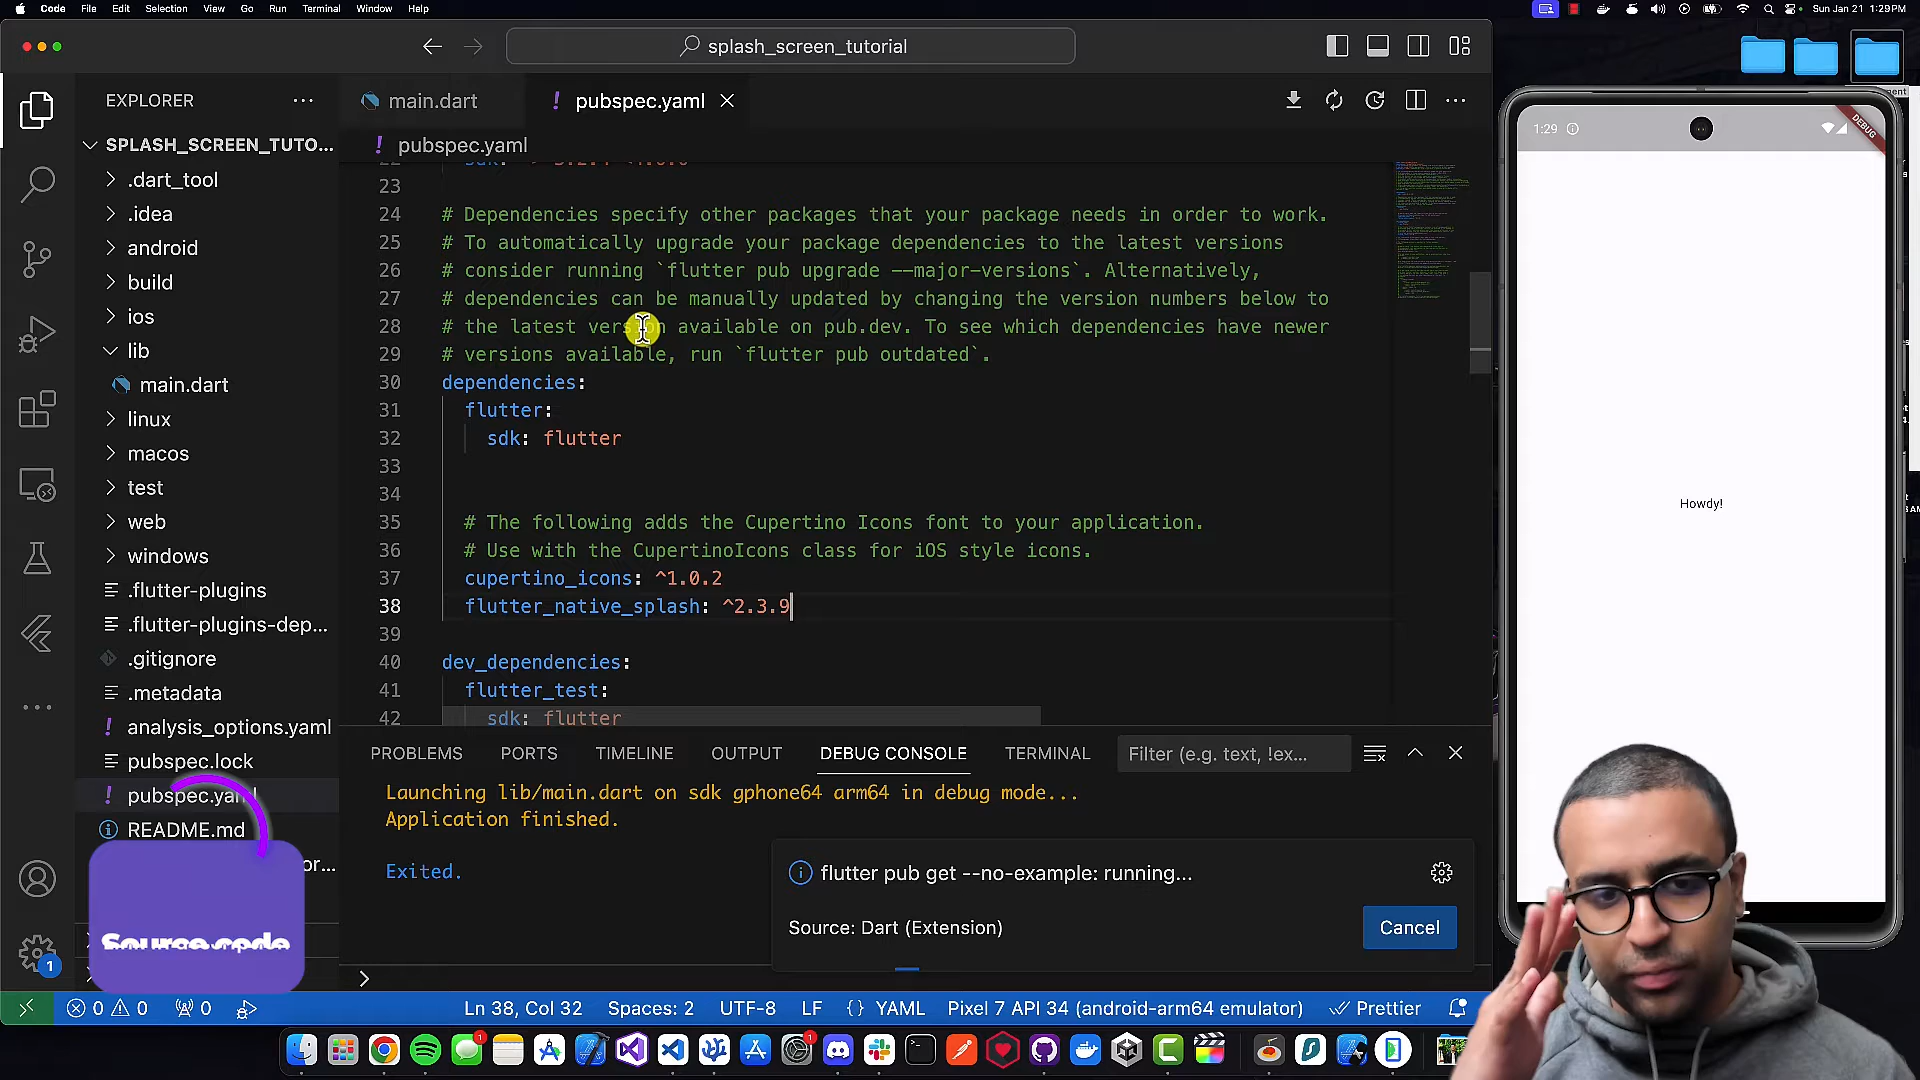 Code File Edit Selection View Go Run Terminal Window Help
Sun Jan 21 1:29 PM
splash_screen_tutorial
EXPLORER
main.dart
pubspec.yaml
SPLASH_SCREEN_TUTO...
pubspec.yaml
.dart_tool
.idea
android
build
ios
lib
main.dart
linux
macos
test
web
windows
.flutter-plugins
.flutter-plugins-dep...
.gitignore
.metadata
analysis_options.yaml
pubspec.lock
pubspec.yaml
README.md
or...
Source code
1
23
24 # Dependencies specify other packages that your package needs in order to work.
25 # To automatically upgrade your package dependencies to the latest versions
26 # consider running `flutter pub upgrade --major-versions`. Alternatively,
27 # dependencies can be manually updated by changing the version numbers below to
28 # the latest version available on pub.dev. To see which dependencies have newer
29 # versions available, run `flutter pub outdated`.
30 dependencies:
31 flutter:
32 sdk: flutter
33
34
35 # The following adds the Cupertino Icons font to your application.
36 # Use with the CupertinoIcons class for iOS style icons.
37 cupertino_icons: ^1.0.2
38 flutter_native_splash: ^2.3.9
39
40 dev_dependencies:
41 flutter_test:
42 sdk: flutter
PROBLEMS PORTS TIMELINE OUTPUT DEBUG CONSOLE TERMINAL Filter (e.g. text, !ex...
Launching lib/main.dart on sdk gphone64 arm64 in debug mode...
Application finished.
Exited.
flutter pub get --no-example: running...
Source: Dart (Extension)
Cancel
0 0 0 Ln 38, Col 32 Spaces: 2 UTF-8 LF {} YAML Pixel 7 API 34 (android-arm64 emulator) Prettier
1:29
DEBUG
Howdy!